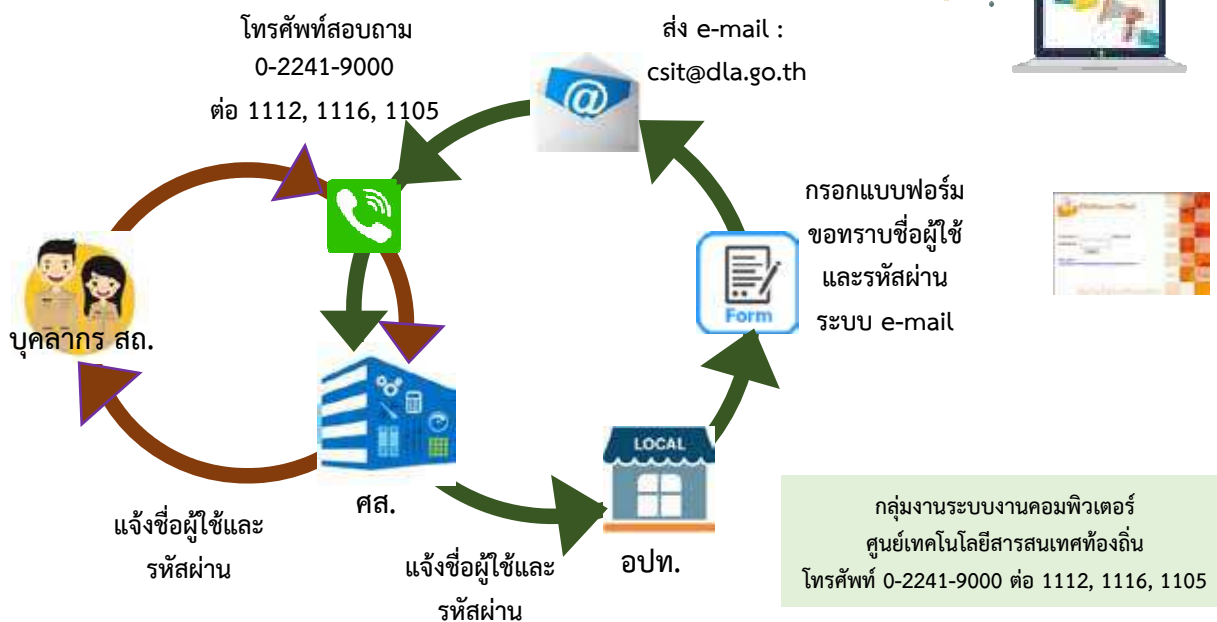 โทรศัพท์สอบถาม
0-2241-9000
ต่อ 1112, 1116, 1105
ส่ง e-mail :
csit@dla.go.th
@
กรอกแบบฟอร์ม
ขอทราบชื่อผู้ใช้
และรหัสผ่าน
ระบบ e-mail
Form
บุคลากร สถ.
LOCAL
ศส.
อปท.
แจ้งชื่อผู้ใช้และ
รหัสผ่าน
แจ้งชื่อผู้ใช้และ
รหัสผ่าน
กลุ่มงานระบบงานคอมพิวเตอร์
ศูนย์เทคโนโลยีสารสนเทศท้องถิ่น
โทรศัพท์ 0-2241-9000 ต่อ 1112, 1116, 1105